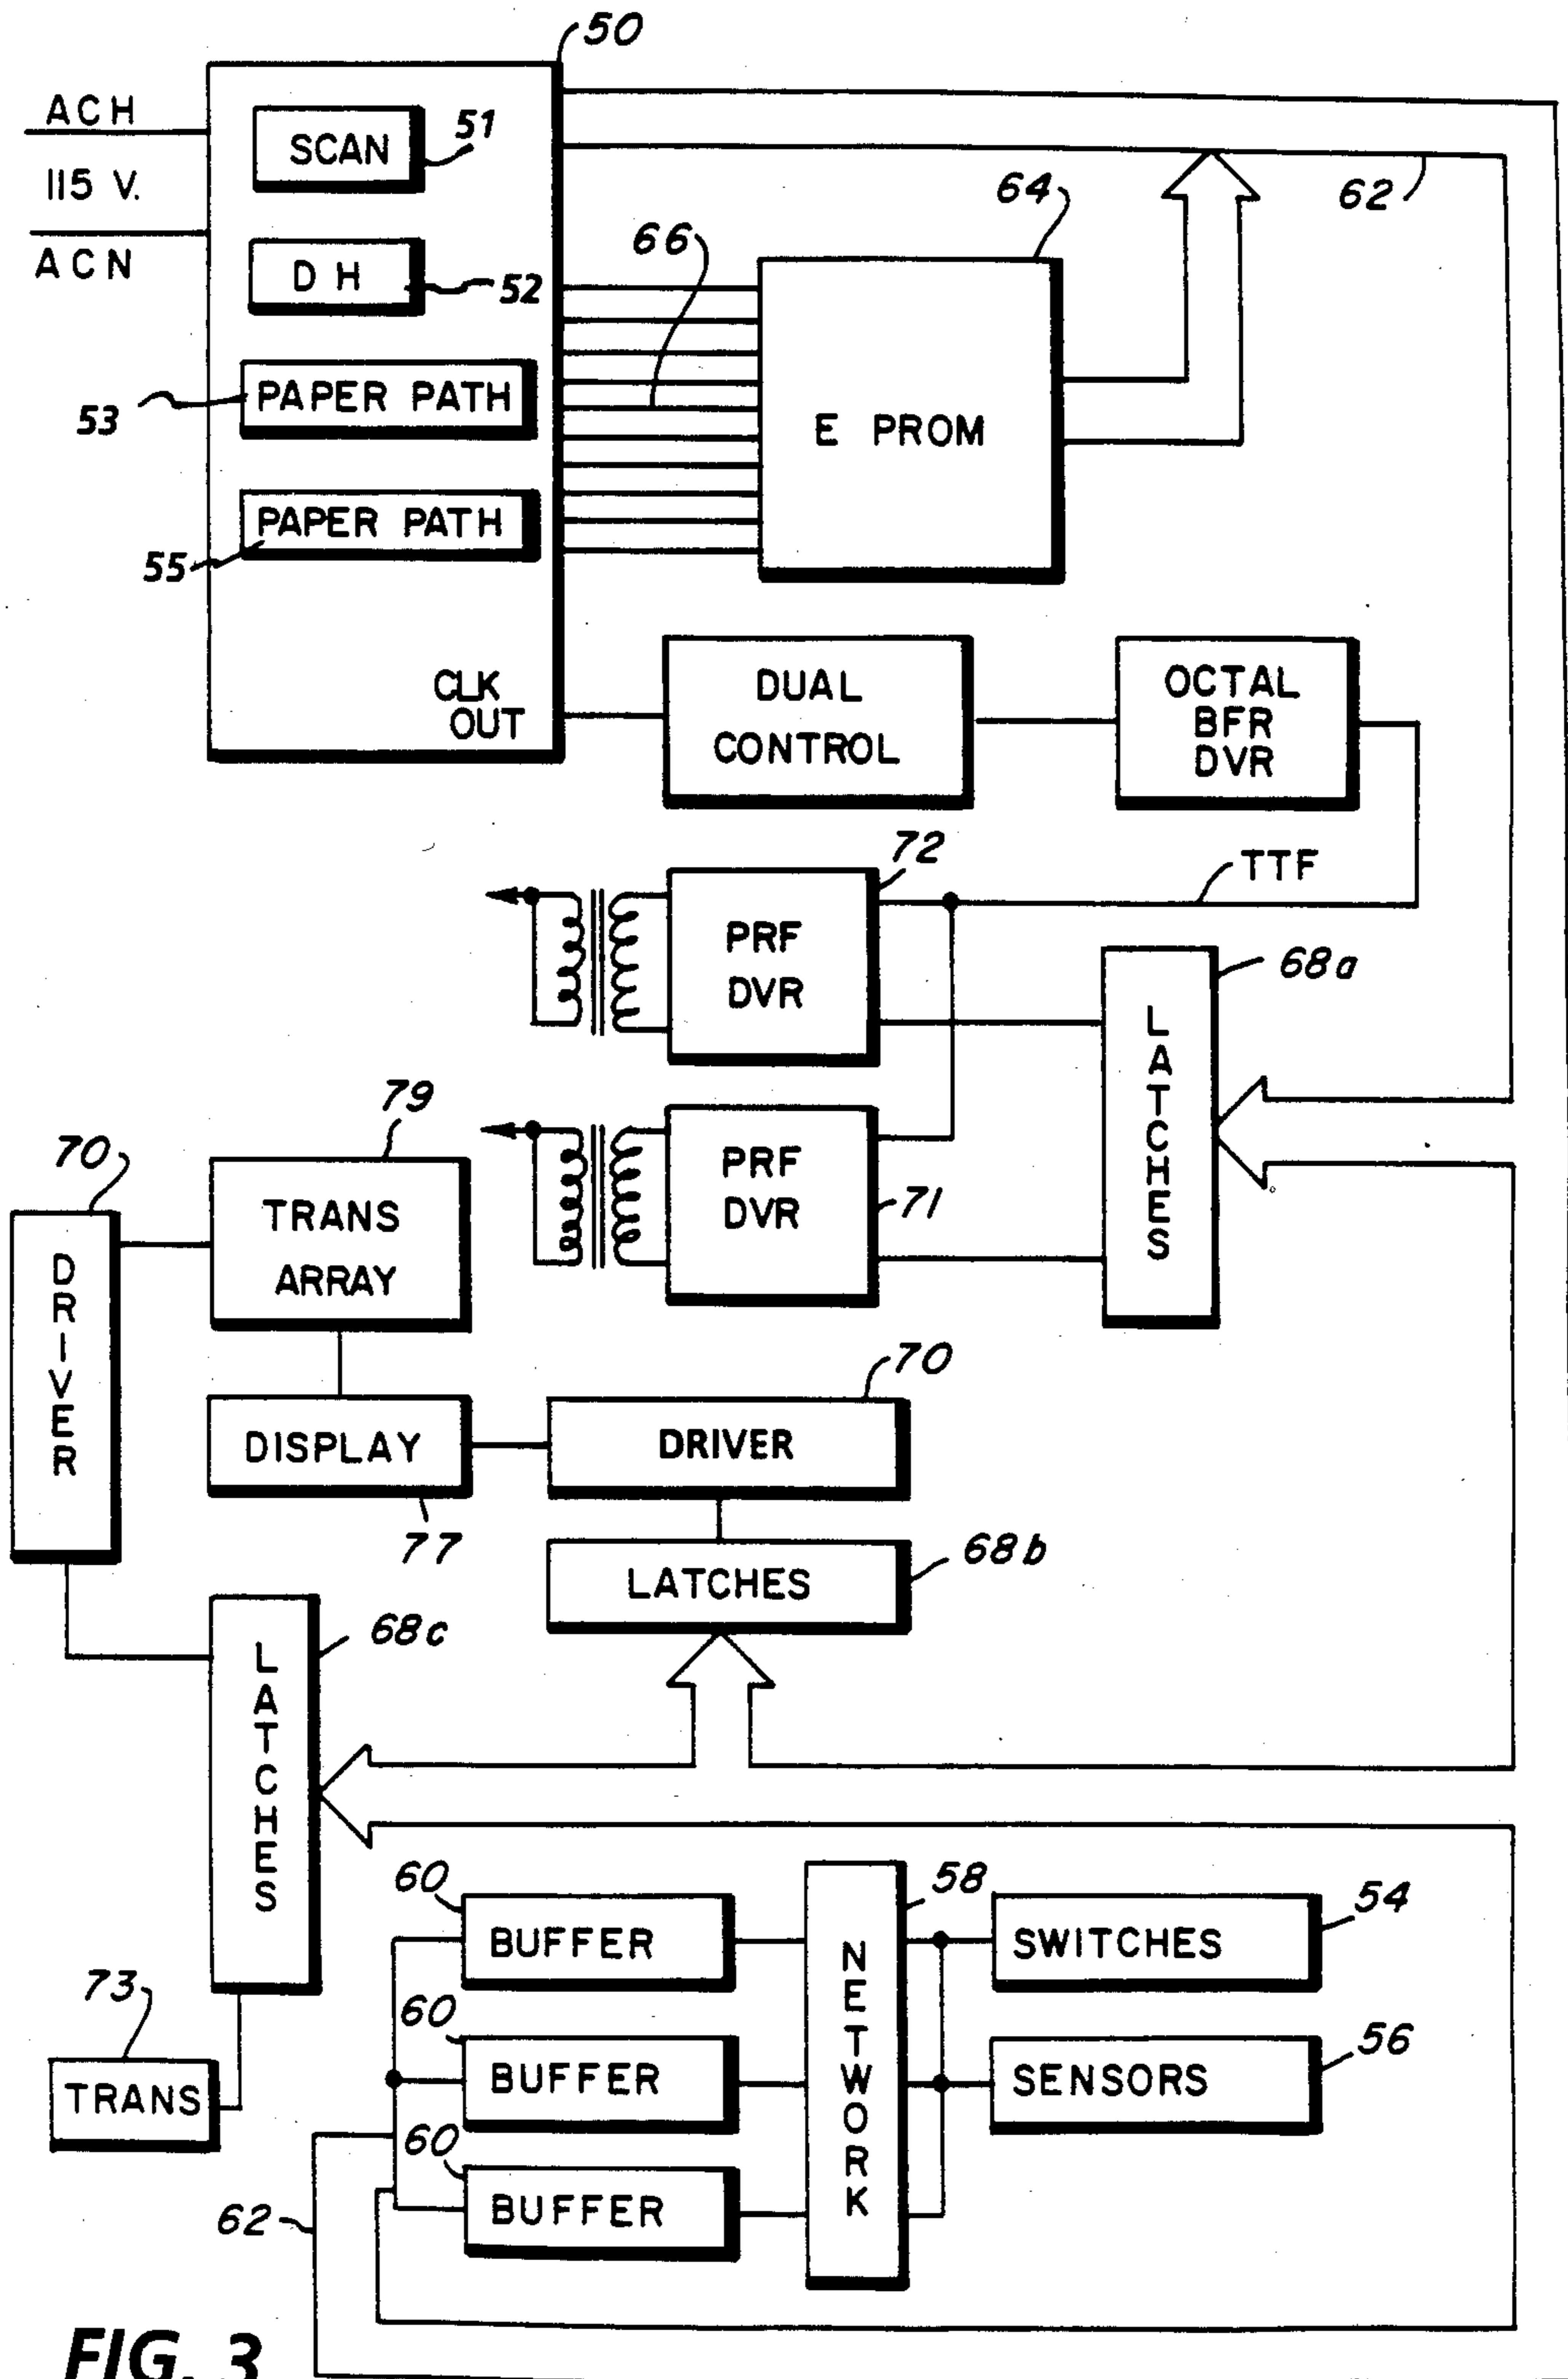 50
ACH
115 V.
ACN
SCAN
51
D H
52
PAPER PATH
53
PAPER PATH
55
CLK
OUT
62
64
66
E PROM
DUAL
CONTROL
OCTAL
BFR
DVR
TTF
72
PRF
DVR
68a
LATCHES
79
TRANS
ARRAY
70
DRIVER
PRF
DVR
71
70
DISPLAY
DRIVER
77
68b
LATCHES
68c
LATCHES
60
BUFFER
58
NETWORK
54
SWITCHES
73
TRANS
60
BUFFER
56
SENSORS
60
BUFFER
62
FIG. 3